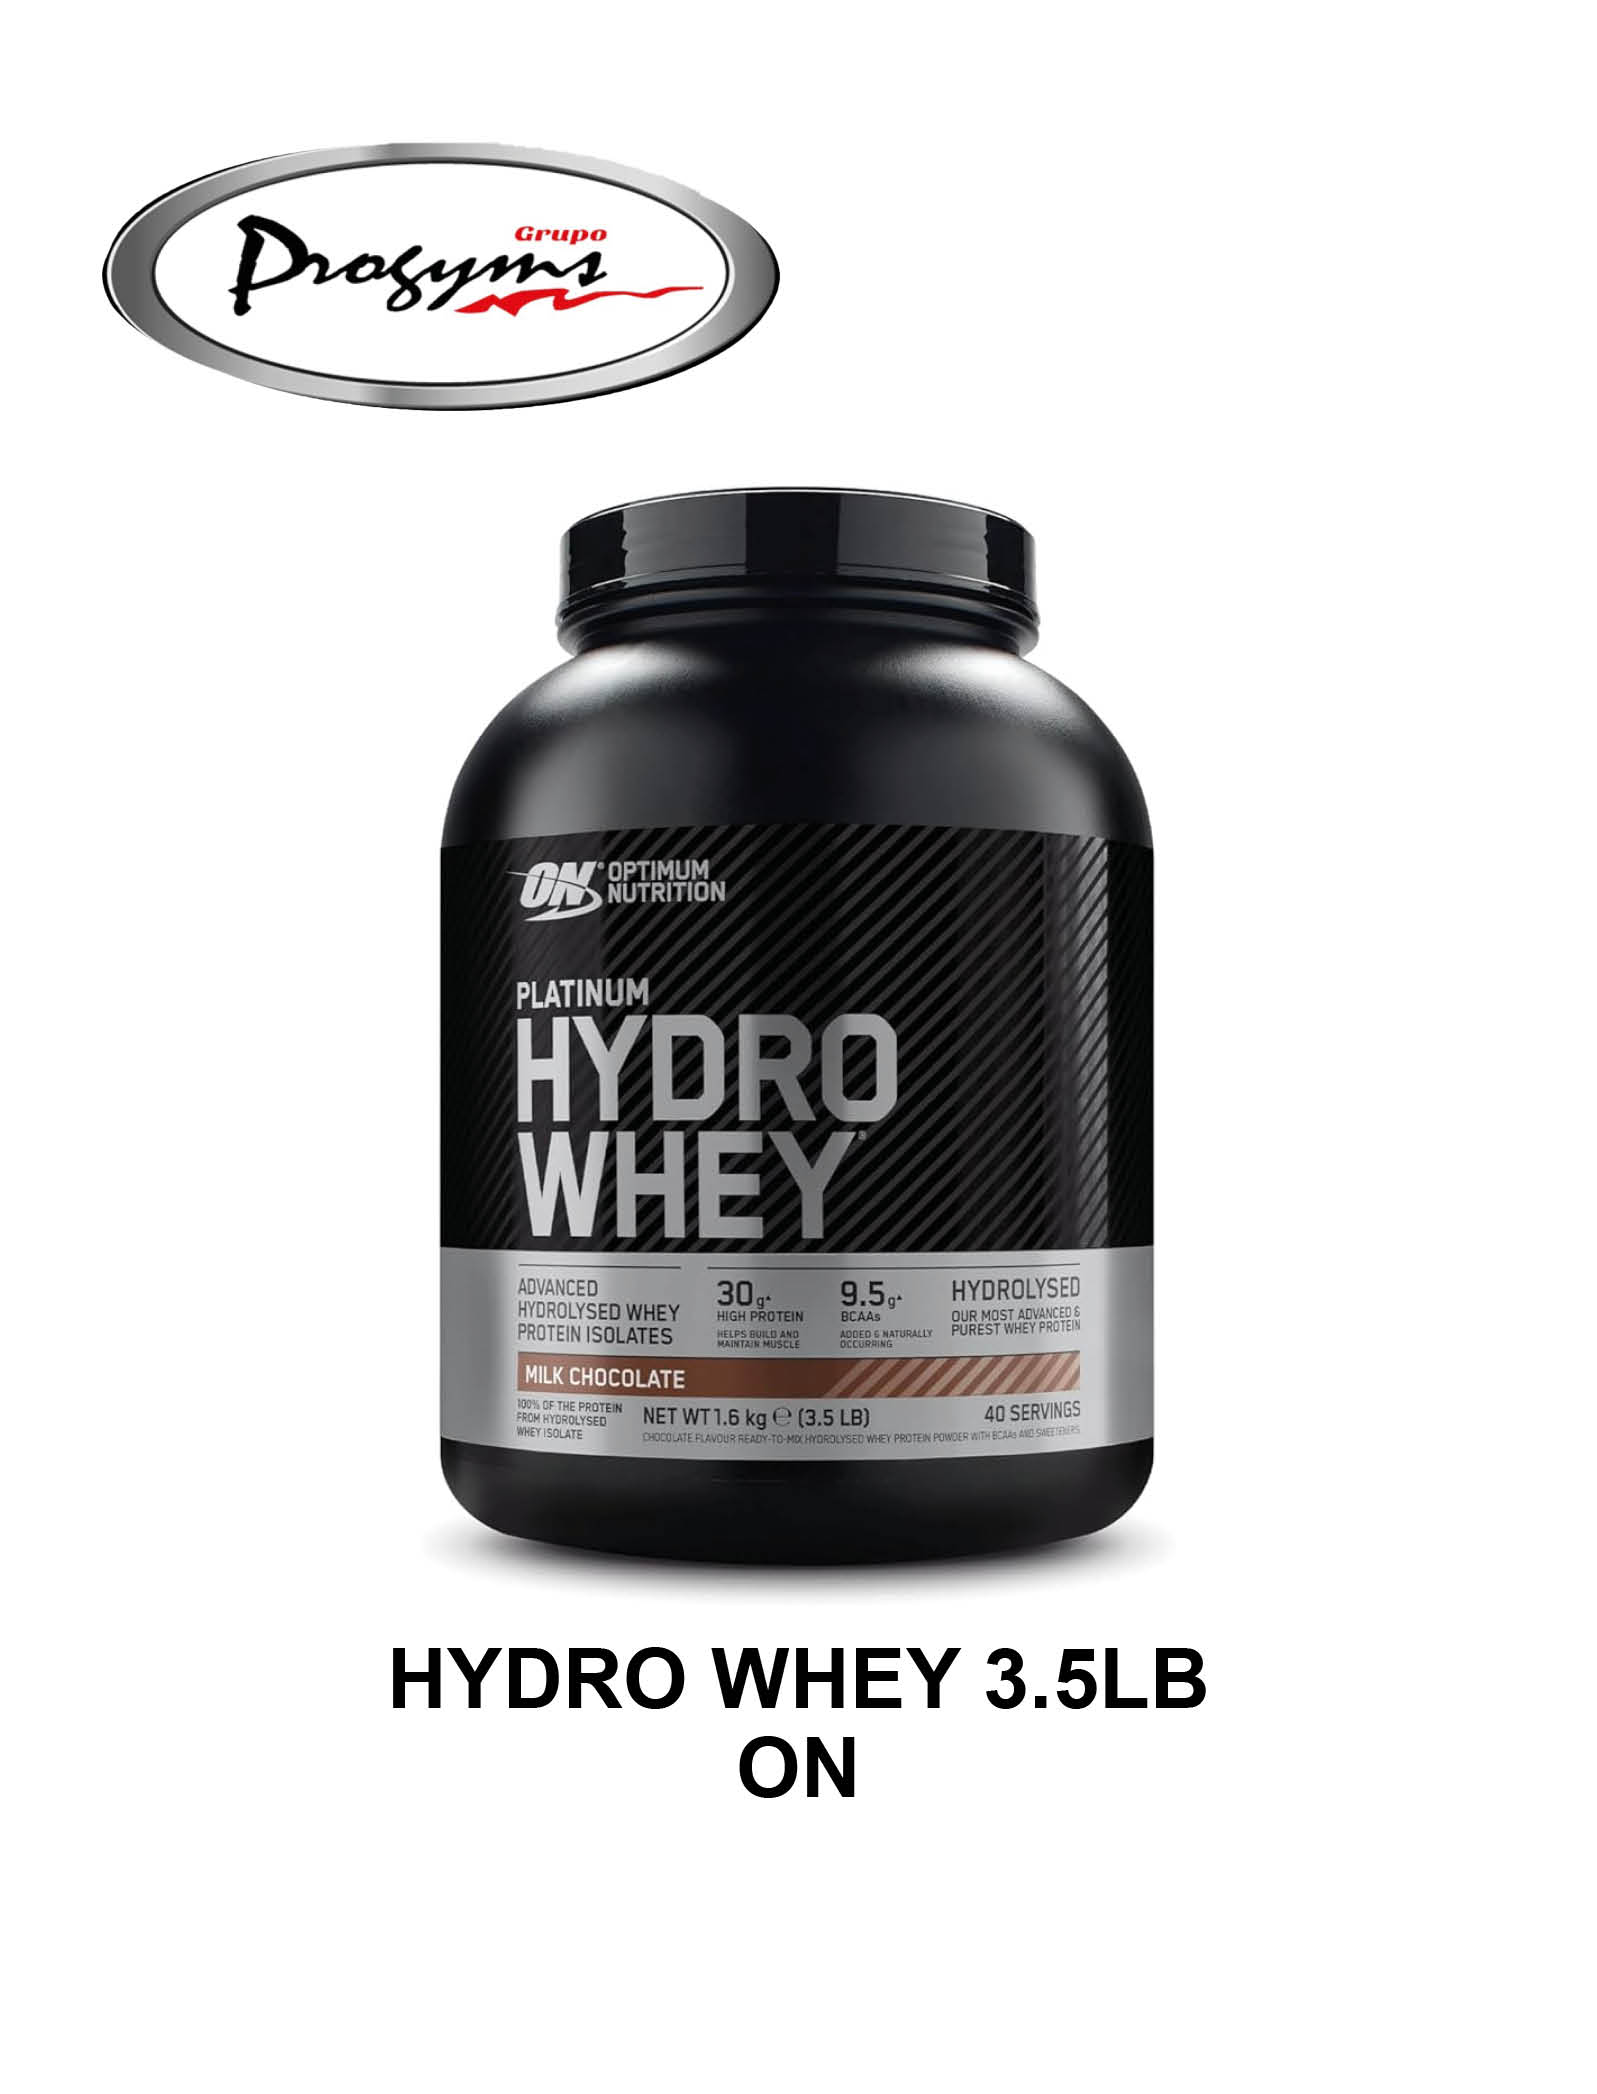 Grupo
Progyms
ON® OPTIMUM
NUTRITION
PLATINUM
HYDRO
WHEY®
ADVANCED
HYDROLYSED WHEY
PROTEIN ISOLATES
30g▲
HIGH PROTEIN
HELPS BUILD AND
MAINTAIN MUSCLE
9.5g▲
BCAAs
ADDED & NATURALLY
OCCURRING
HYDROLYSED
OUR MOST ADVANCED &
PUREST WHEY PROTEIN
MILK CHOCOLATE
100% OF THE PROTEIN
FROM HYDROLYSED
WHEY ISOLATE
NET WT 1.6 kg ℮ (3.5 LB)
40 SERVINGS
CHOCOLATE FLAVOUR READY-TO-MIX HYDROLYSED WHEY PROTEIN POWDER WITH BCAAs AND SWEETENERS
HYDRO WHEY 3.5LB
ON